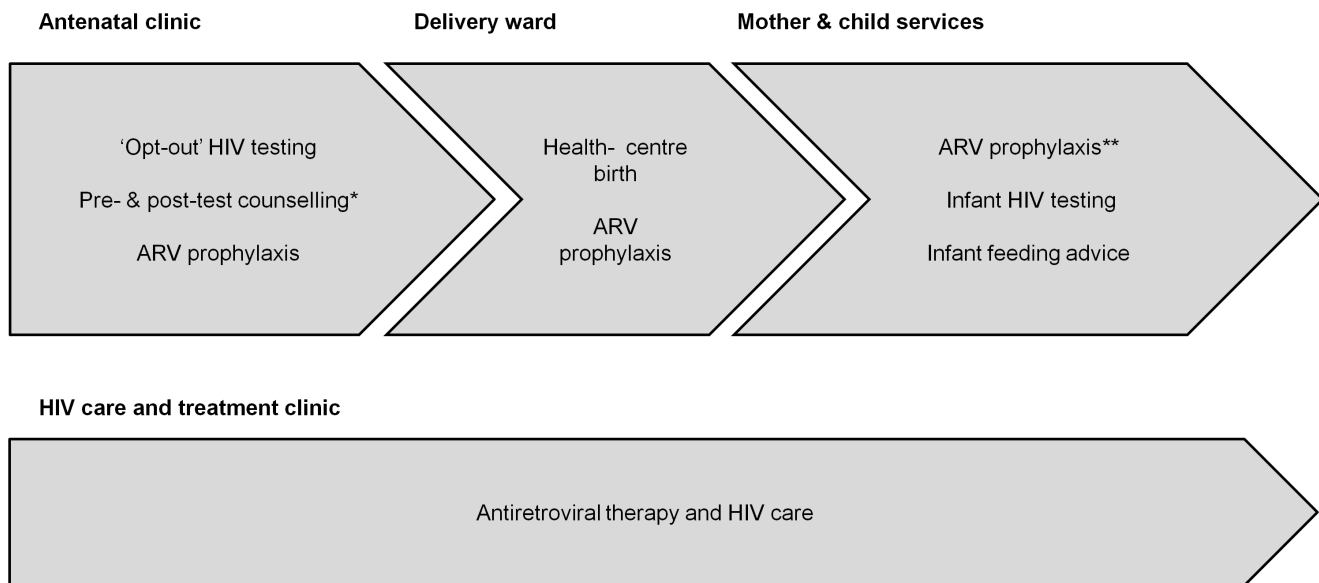 Antenatal clinic
Delivery ward
Mother & child services
‘Opt-out’ HIV testing
Pre- & post-test counselling*
ARV prophylaxis
Health- centre
birth
ARV
prophylaxis
ARV prophylaxis**
Infant HIV testing
Infant feeding advice
HIV care and treatment clinic
Antiretroviral therapy and HIV care